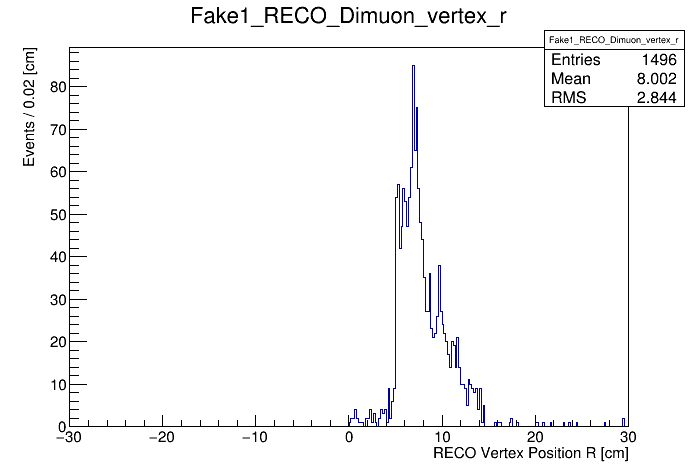 Fake1_RECO_Dimuon_vertex_r
Fake1_RECO_Dimuon_vertex_r
Entries 1496
Mean 8.002
RMS 2.844
Events / 0.02 [cm]
80
70
60
50
40
30
20
10
0
−30 −20 −10 0 10 20 30
RECO Vertex Position R [cm]